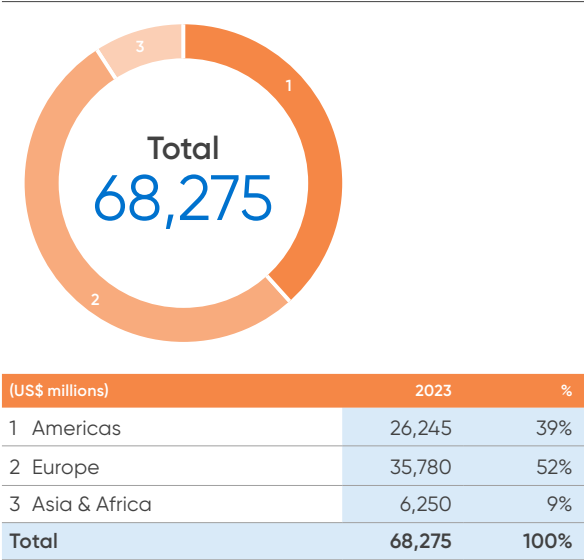 3
1
Total
68,275
2
(US$ millions) 2023 %
1 Americas 26,245 39%
2 Europe 35,780 52%
3 Asia & Africa 6,250 9%
Total 68,275 100%